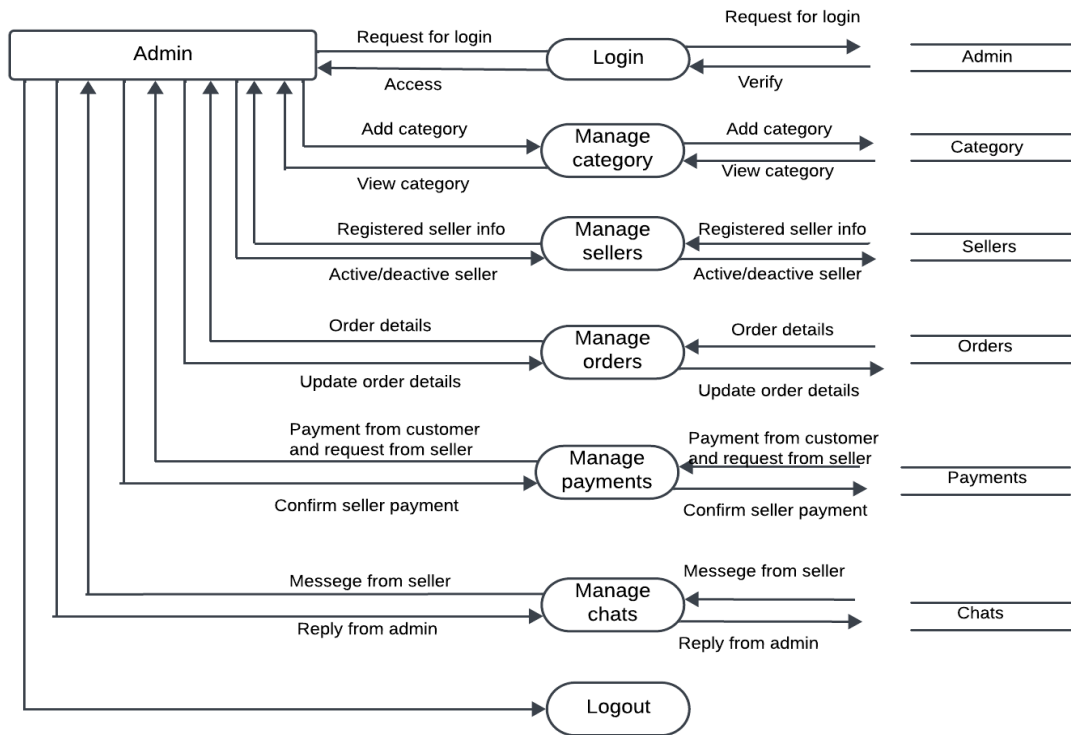 Request for login
Admin
Request for login
Login
Admin
Access
Verify
Add category
Manage
category
Add category
Category
View category
View category
Registered seller info
Manage
sellers
Registered seller info
Sellers
Active/deactive seller
Active/deactive seller
Order details
Manage
orders
Order details
Orders
Update order details
Update order details
Payment from customer
and request from seller
Manage
payments
Payment from customer
and request from seller
Payments
Confirm seller payment
Confirm seller payment
Messege from seller
Manage
chats
Messege from seller
Chats
Reply from admin
Reply from admin
Logout